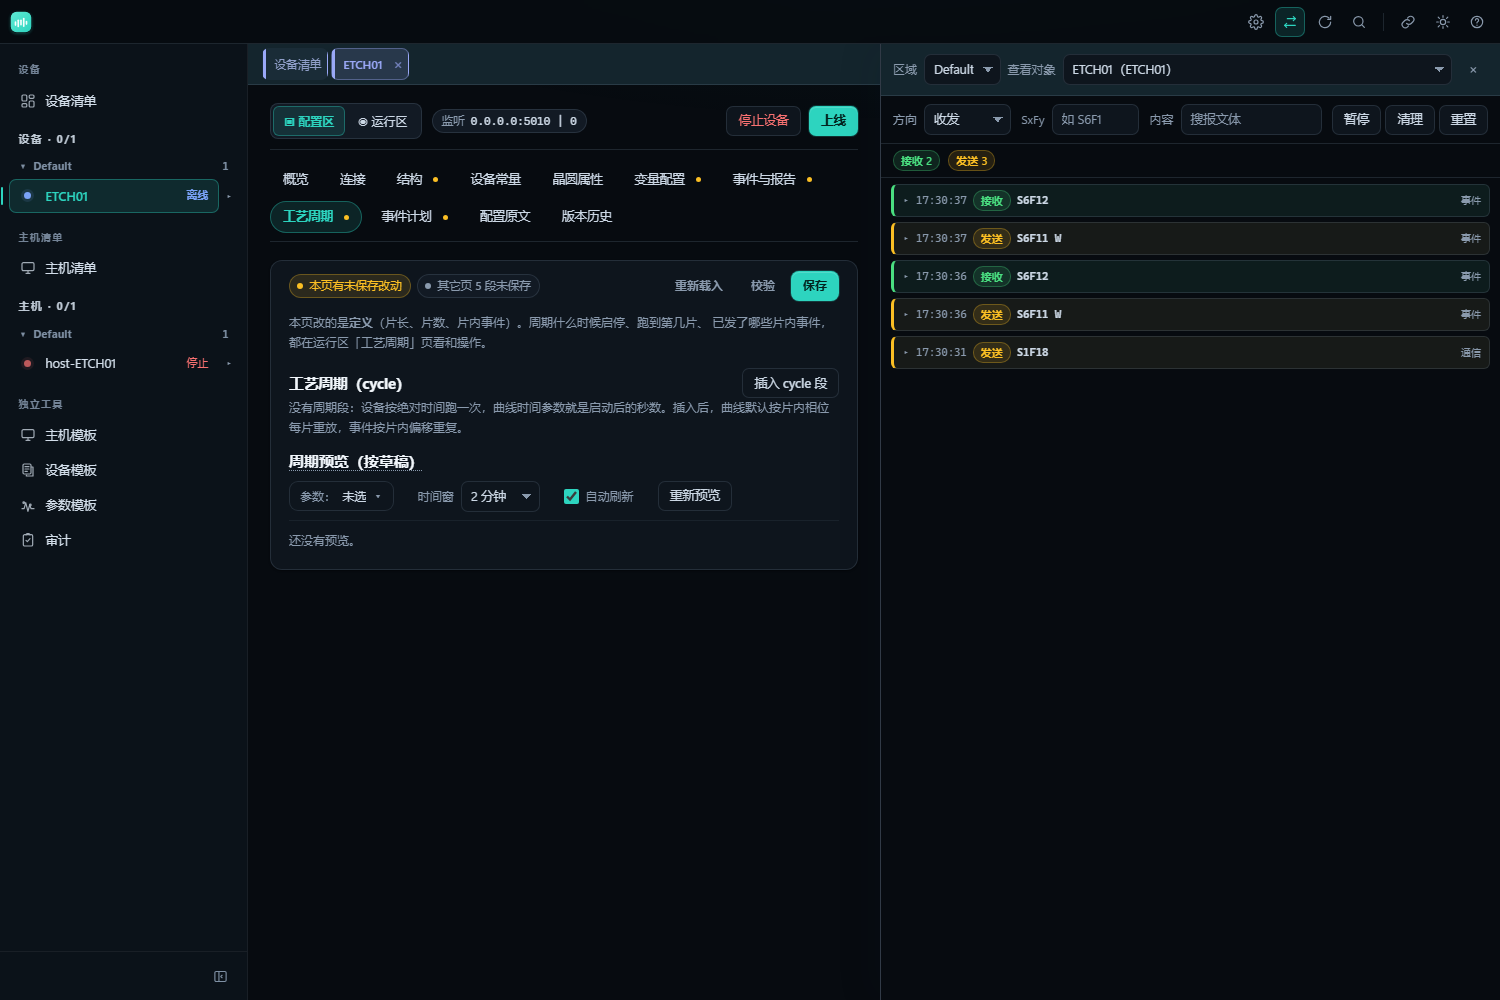 设备
设备清单
设备 · 0/1
Default 1
ETCH01 离线
主机清单
主机清单
主机 · 0/1
Default 1
host-ETCH01 停止
独立工具
主机模板
设备模板
参数模板
审计
设备清单
ETCH01 ×
配置区 运行区 监听 0.0.0.0:5010 | 0 停止设备 上线
概览 连接 结构 设备常量 晶圆属性 变量配置 事件与报告
工艺周期 事件计划 配置原文 版本历史
本页有未保存改动 其它页 5 段未保存 重新载入 校验 保存
本页改的是定义（片长、片数、片内事件）。周期什么时候启停、跑到第几片、 已发了哪些片内事件，
都在运行区「工艺周期」页看和操作。
工艺周期（cycle） 插入 cycle 段
没有周期段：设备按绝对时间跑一次，曲线时间参数就是启动后的秒数。插入后，曲线默认按片内相位
每片重放，事件按片内偏移重复。
周期预览（按草稿）
参数： 未选 时间窗 2 分钟 自动刷新 重新预览
还没有预览。
区域 Default 查看对象 ETCH01（ETCH01） ×
方向 收发 SxFy 如 S6F1 内容 搜报文体 暂停 清理 重置
接收 2 发送 3
17:30:37 接收 S6F12 事件
17:30:37 发送 S6F11 W 事件
17:30:36 接收 S6F12 事件
17:30:36 发送 S6F11 W 事件
17:30:31 发送 S1F18 通信